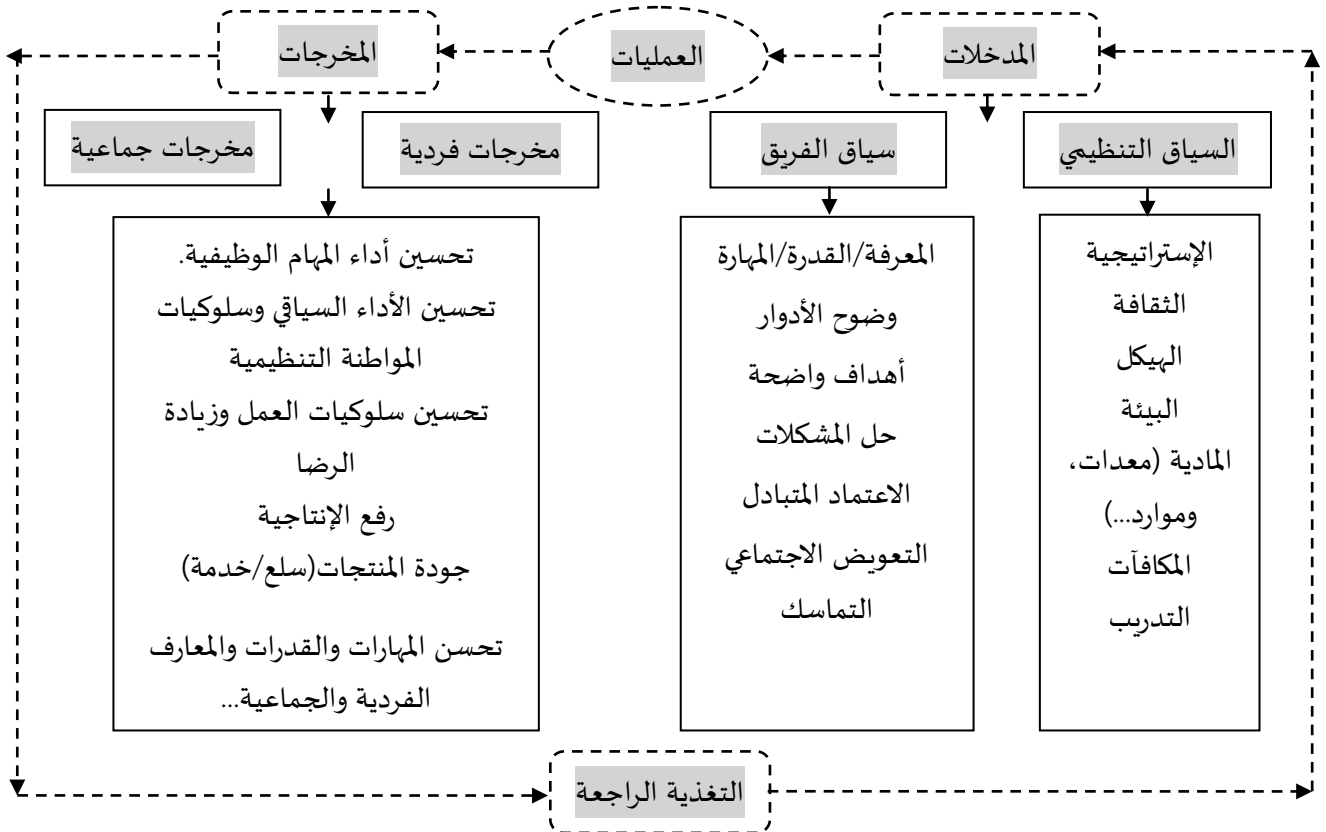 المدخلات
العمليات
المخرجات
السياق التنظيمي
سياق الفريق
مخرجات فردية
مخرجات جماعية
الإستراتيجية
الثقافة
الهيكل
البيئة
المادية (معدات،
وموارد...)
المكافآت
التدريب
المعرفة/القدرة/المهارة
وضوح الأدوار
أهداف واضحة
حل المشكلات
الاعتماد المتبادل
التعويض الاجتماعي
التماسك
تحسين أداء المهام الوظيفية.
تحسين الأداء السياقي وسلوكيات
المواطنة التنظيمية
تحسين سلوكيات العمل وزيادة
الرضا
رفع الإنتاجية
جودة المنتجات(سلع/خدمة)
تحسن المهارات والقدرات والمعارف
الفردية والجماعية...
التغذية الراجعة